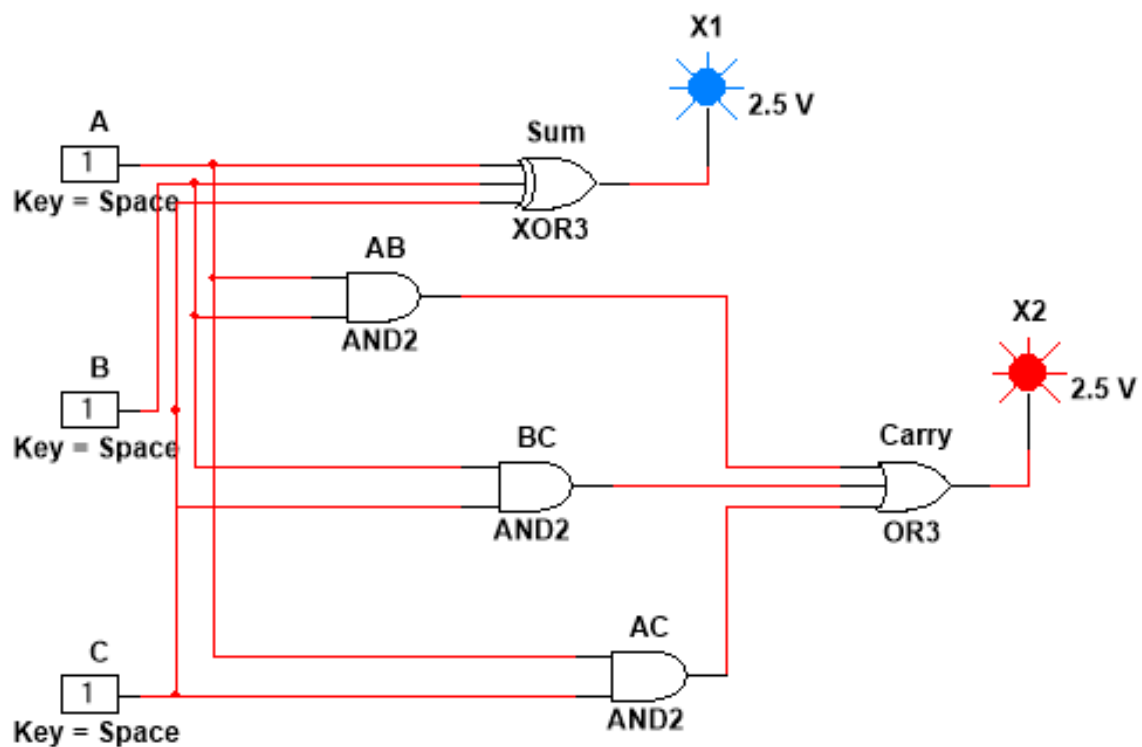 X1
2.5 V
A
1
Key = Space
Sum
XOR3
AB
AND2
X2
2.5 V
B
1
Key = Space
BC
AND2
Carry
OR3
AC
AND2
C
1
Key = Space